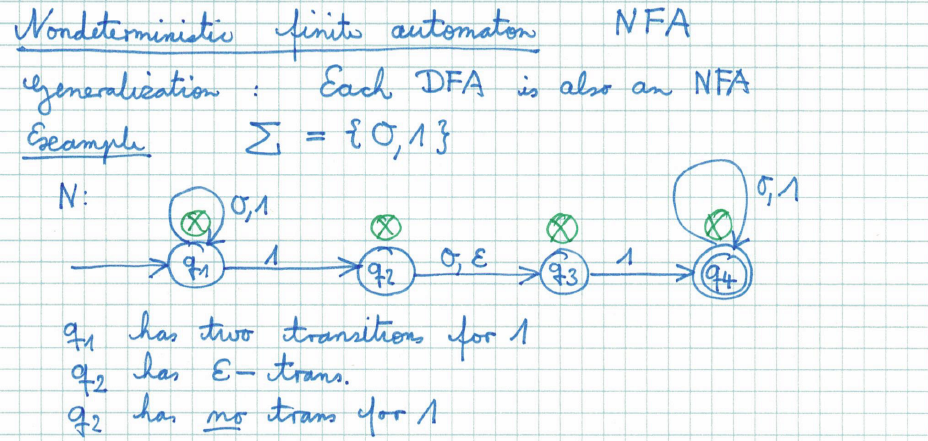 Nondeterministic finite automaton NFA
Generalization : Each DFA is also an NFA
Example Σ = {0,1}
N:
0,1 0,1
q1 1 q2 0,ε q3 1 q4
q1 has two transitions for 1
q2 has ε-trans.
q2 has no trans for 1